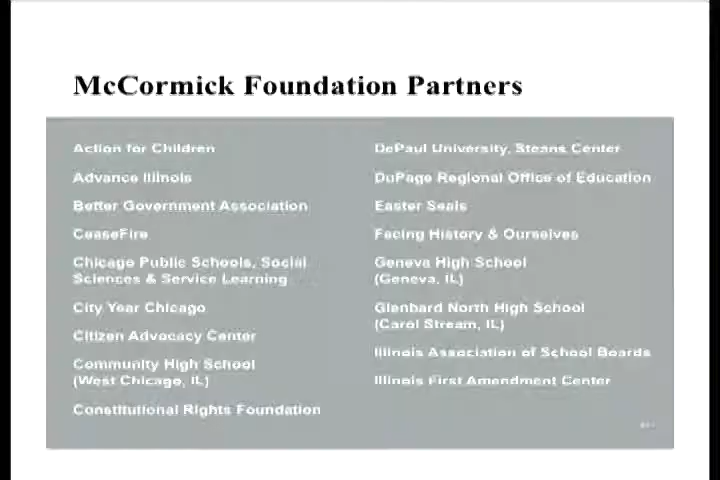 McCormick Foundation Partners
Action for Children
Advance Illinois
Better Government Association
CeaseFire
Chicago Public Schools, Social
Sciences & Service Learning
City Year Chicago
Citizen Advocacy Center
Community High School
(West Chicago, IL)
Constitutional Rights Foundation
DePaul University, Steans Center
DuPage Regional Office of Education
Easter Seals
Facing History & Ourselves
Geneva High School
(Geneva, IL)
Glenbard North High School
(Carol Stream, IL)
Illinois Association of School Boards
Illinois First Amendment Center